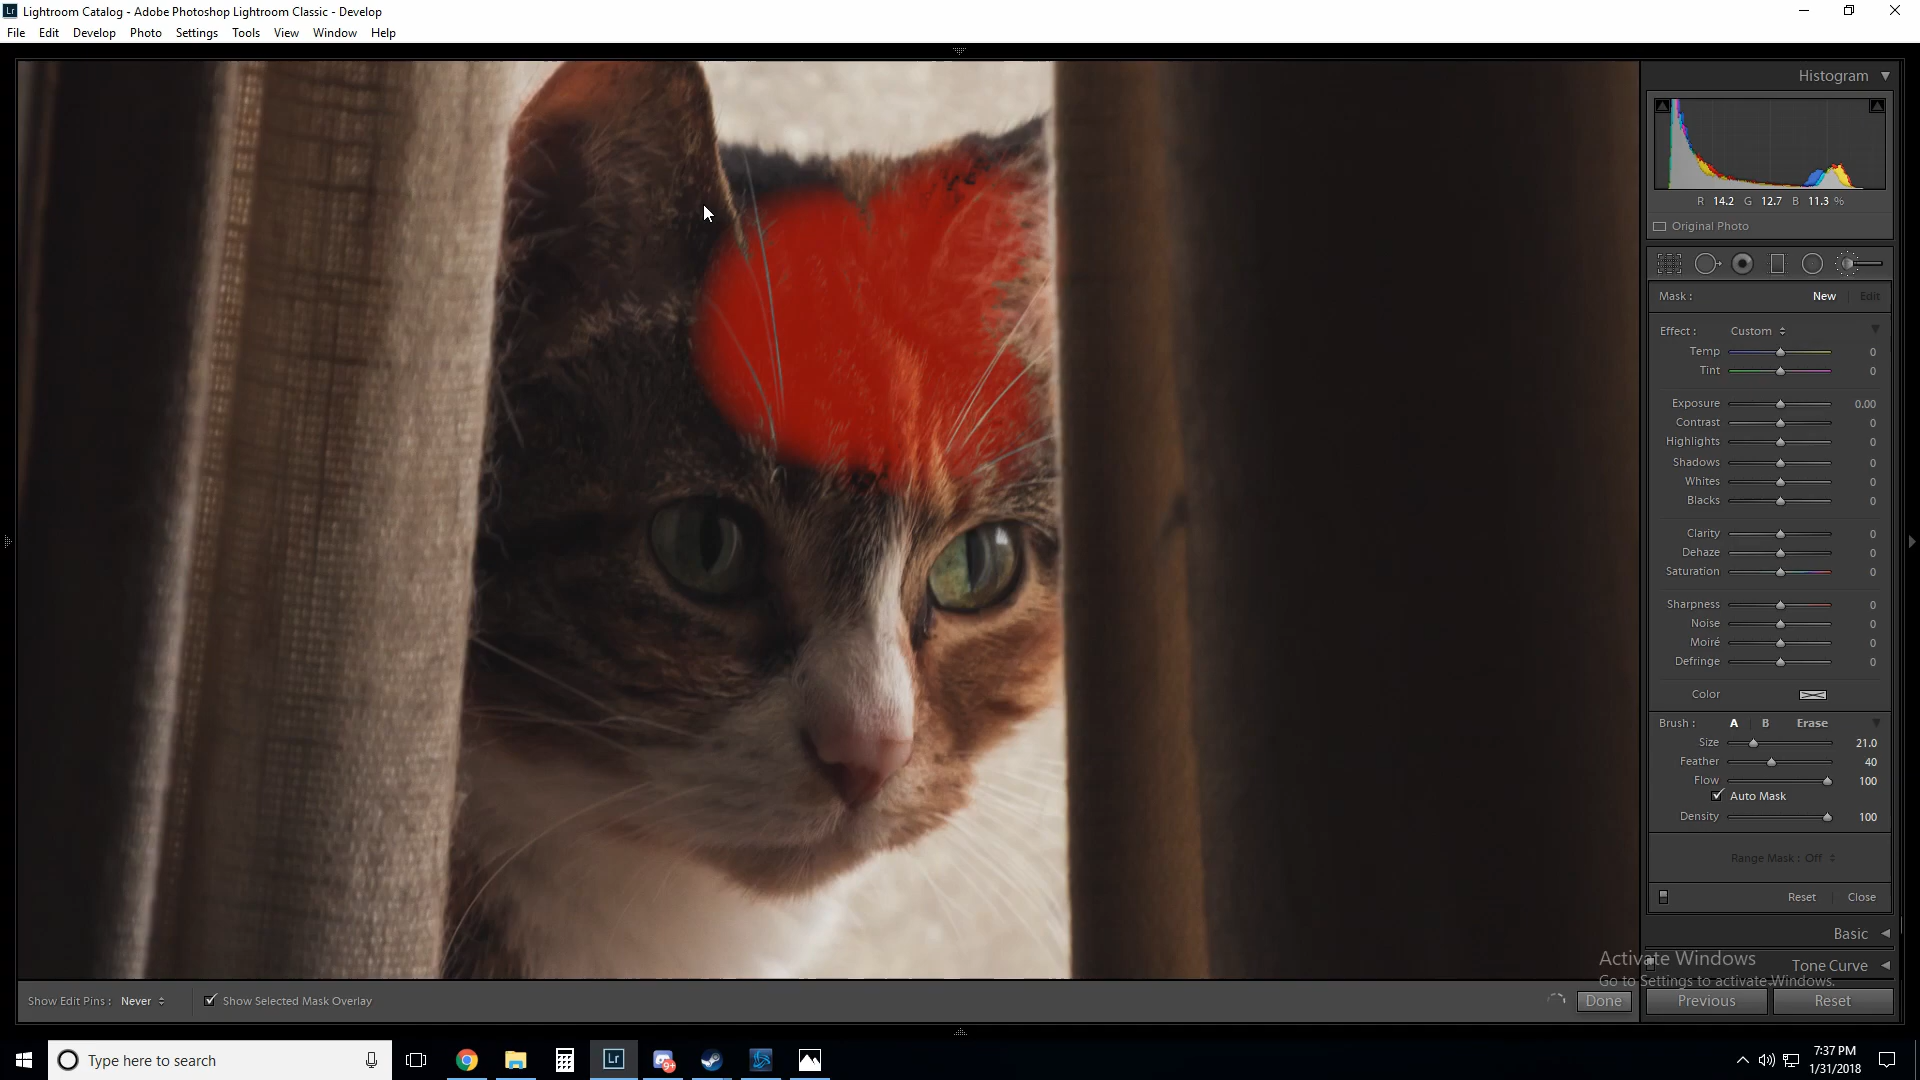 Lr Lightroom Catalog - Adobe Photoshop Lightroom Classic - Develop
File Edit Develop Photo Settings Tools View Window Help
Histogram
R 14.2 G 12.7 B 11.3 %
Original Photo
Mask : New Edit
Effect : Custom
Temp 0
Tint 0
Exposure 0.00
Contrast 0
Highlights 0
Shadows 0
Whites 0
Blacks 0
Clarity 0
Dehaze 0
Saturation 0
Sharpness 0
Noise 0
Moiré 0
Defringe 0
Color
Brush : A B Erase
Size 21.0
Feather 40
Flow 100
Auto Mask
Density 100
Range Mask : Off
Reset Close
Basic
Activate Windows
Tone Curve
Go to Settings to activate Windows.
Show Edit Pins : Never Show Selected Mask Overlay Done Previous Reset
Type here to search
Lr
9+
7:37 PM
1/31/2018